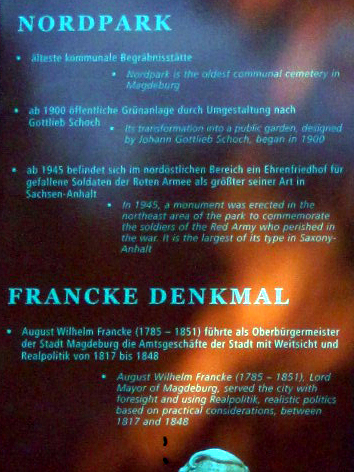 NORDPARK
• älteste kommunale Begräbnisstätte
• Nordpark is the oldest communal cemetery in
Magdeburg
• ab 1900 öffentliche Grünanlage durch Umgestaltung nach
Gottlieb Schoch
• Its transformation into a public garden, designed
by Johann Gottlieb Schoch, began in 1900
• ab 1945 befindet sich im nordöstlichen Bereich ein Ehrenfriedhof für
gefallene Soldaten der Roten Armee als größter seiner Art in
Sachsen-Anhalt
• In 1945, a monument was erected in the
northeast area of the park to commemorate
the soldiers of the Red Army who perished in
the war. It is the largest of its type in Saxony-
Anhalt
FRANCKE DENKMAL
• August Wilhelm Francke (1785 – 1851) führte als Oberbürgermeister
der Stadt Magdeburg die Amtsgeschäfte der Stadt mit Weitsicht und
Realpolitik von 1817 bis 1848
• August Wilhelm Francke (1785 – 1851), Lord
Mayor of Magdeburg, served the city with
foresight and using Realpolitik, realistic politics
based on practical considerations, between
1817 and 1848